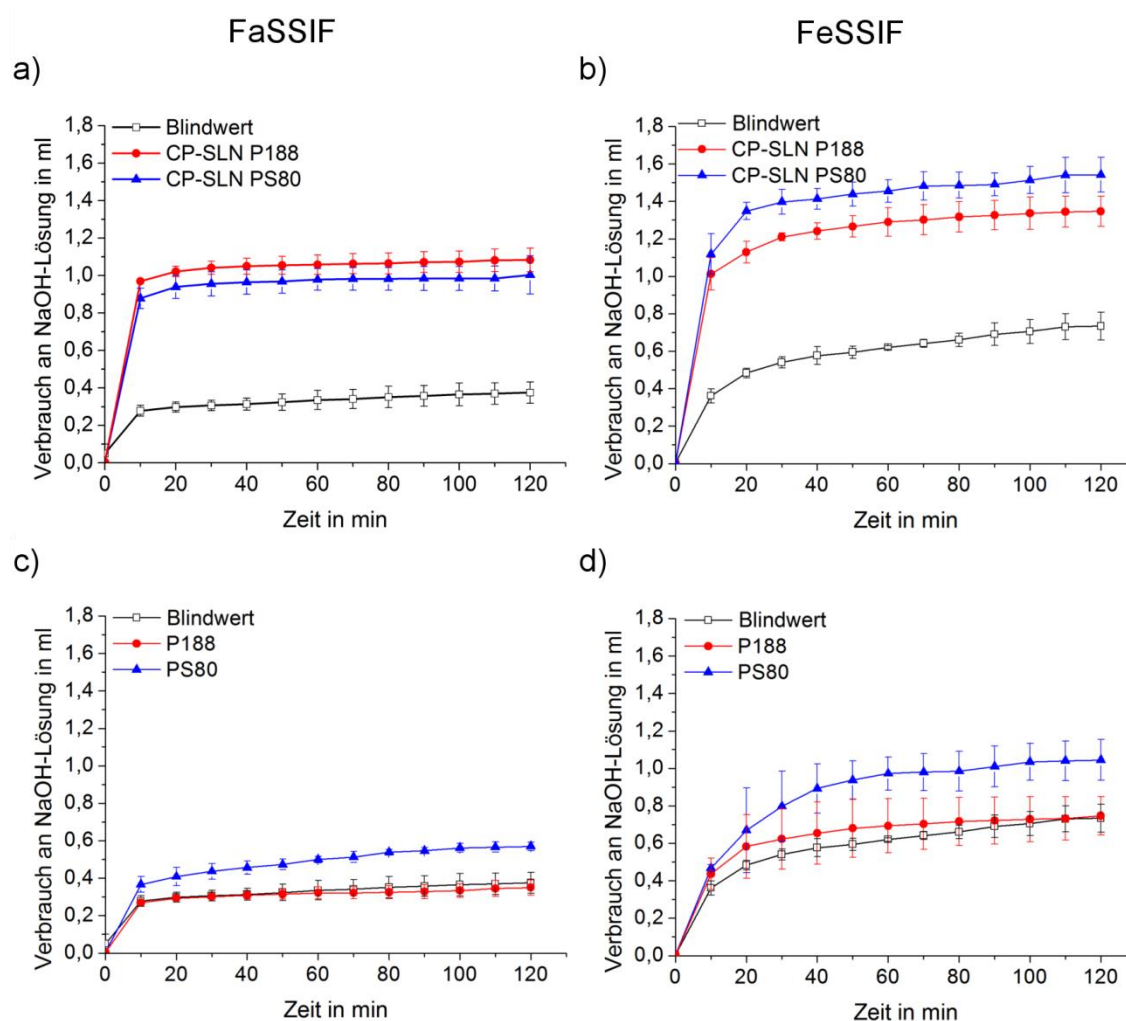 FaSSIF
FeSSIF
a)
b)
Verbrauch an NaOH-Lösung in ml
1,8
1,6
1,4
1,2
1,0
0,8
0,6
0,4
0,2
0,0
Blindwert
CP-SLN P188
CP-SLN PS80
0 20 40 60 80 100 120
Zeit in min
Verbrauch an NaOH-Lösung in ml
1,8
1,6
1,4
1,2
1,0
0,8
0,6
0,4
0,2
0,0
Blindwert
CP-SLN P188
CP-SLN PS80
0 20 40 60 80 100 120
Zeit in min
c)
d)
Verbrauch an NaOH-Lösung in ml
1,8
1,6
1,4
1,2
1,0
0,8
0,6
0,4
0,2
0,0
Blindwert
P188
PS80
0 20 40 60 80 100 120
Zeit in min
Verbrauch an NaOH-Lösung in ml
1,8
1,6
1,4
1,2
1,0
0,8
0,6
0,4
0,2
0,0
Blindwert
P188
PS80
0 20 40 60 80 100 120
Zeit in min